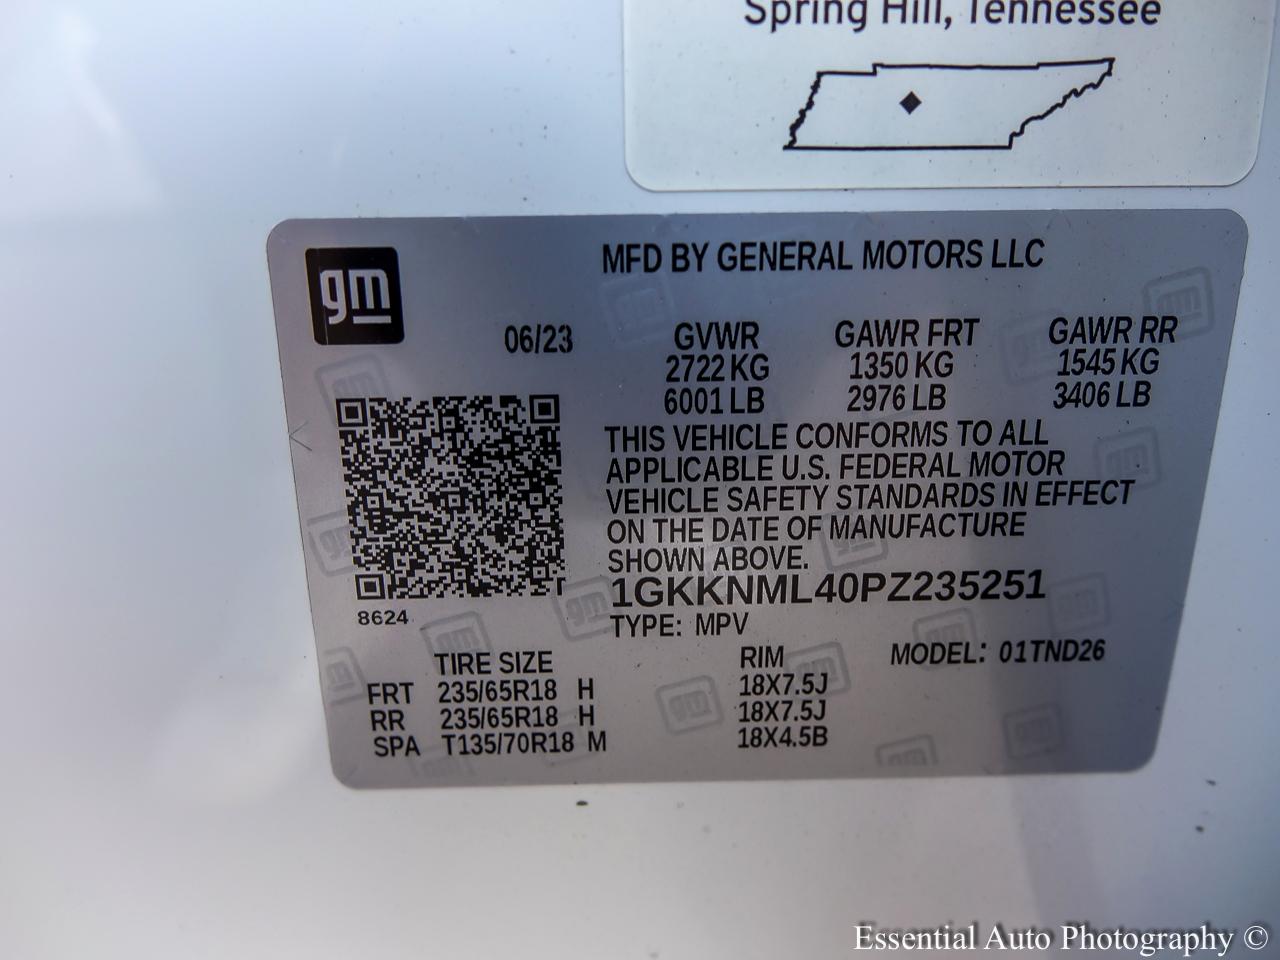 Spring Hill, Tennessee
gm
MFD BY GENERAL MOTORS LLC
06/23
GVWR GAWR FRT GAWR RR
2722 KG 1350 KG 1545 KG
6001 LB 2976 LB 3406 LB
THIS VEHICLE CONFORMS TO ALL
APPLICABLE U.S. FEDERAL MOTOR
VEHICLE SAFETY STANDARDS IN EFFECT
ON THE DATE OF MANUFACTURE
SHOWN ABOVE.
1GKKNML40PZ235251
8624
TYPE: MPV
TIRE SIZE RIM MODEL: 01TND26
FRT 235/65R18 H 18X7.5J
RR 235/65R18 H 18X7.5J
SPA T135/70R18 M 18X4.5B
Essential Auto Photography ©